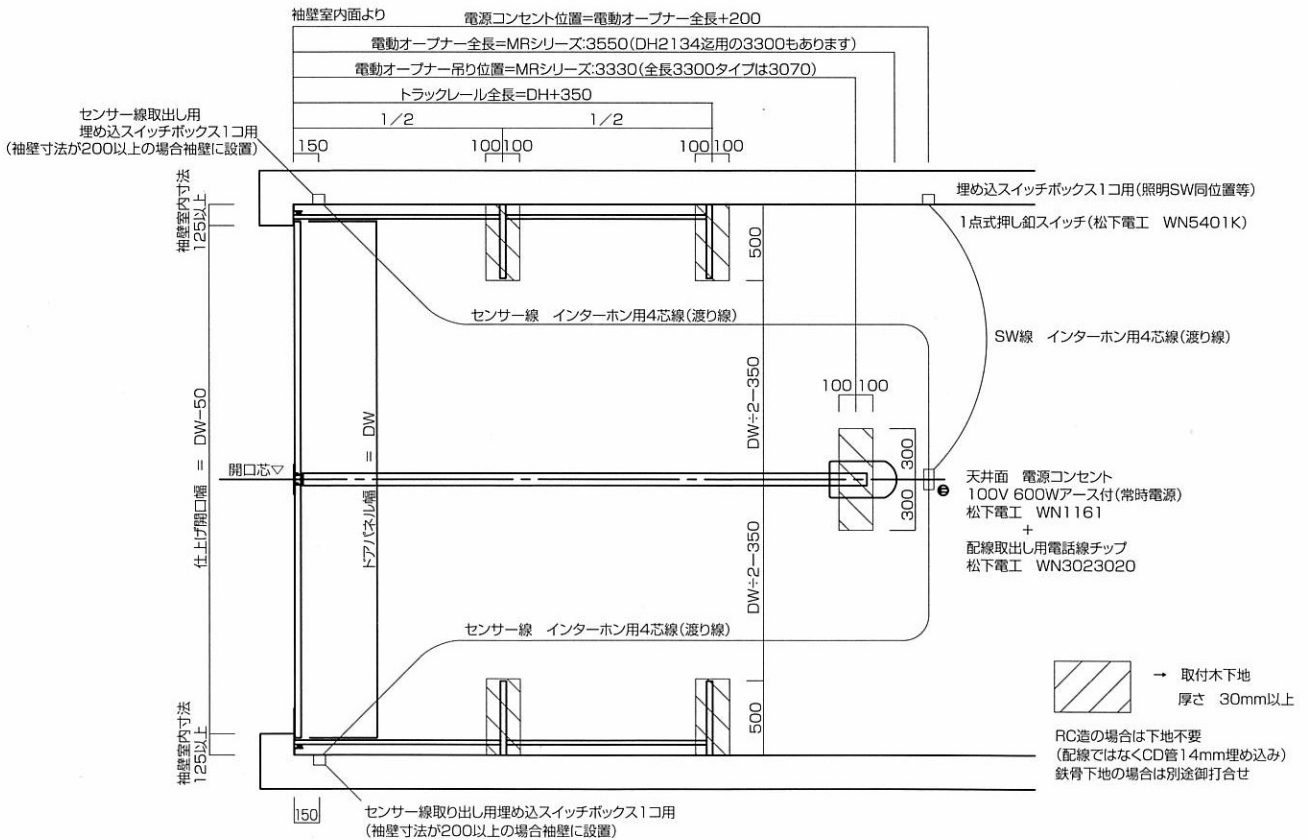 袖壁室内面より
電源コンセント位置=電動オープナー全長+200
電動オープナー全長=MRシリーズ:3550(DH2134迄用の3300もあります)
電動オープナー吊り位置=MRシリーズ:3330(全長3300タイプは3070)
トラックレール全長=DH+350
1/2
1/2
センサー線取出し用
埋め込スイッチボックス1コ用
(袖壁寸法が200以上の場合袖壁に設置)
150
100 100
100 100
袖壁室内寸法
125以上
埋め込スイッチボックス1コ用(照明SW同位置等)
1点式押し釦スイッチ(松下電工 WN5401K)
500
センサー線 インターホン用4芯線(渡り線)
SW線 インターホン用4芯線(渡り線)
DW÷2-350
100 100
仕上げ開口幅 = DW-50
ドアパネル幅 = DW
開口芯▽
300
300
天井面 電源コンセント
100V 600Wアース付(常時電源)
松下電工 WN1161
+
配線取出し用電話線チップ
松下電工 WN3023020
DW÷2-350
センサー線 インターホン用4芯線(渡り線)
→ 取付木下地
厚さ 30mm以上
500
袖壁室内寸法
125以上
RC造の場合は下地不要
(配線ではなくCD管14mm埋め込み)
鉄骨下地の場合は別途御打合せ
150
センサー線取り出し用埋め込スイッチボックス1コ用
(袖壁寸法が200以上の場合袖壁に設置)